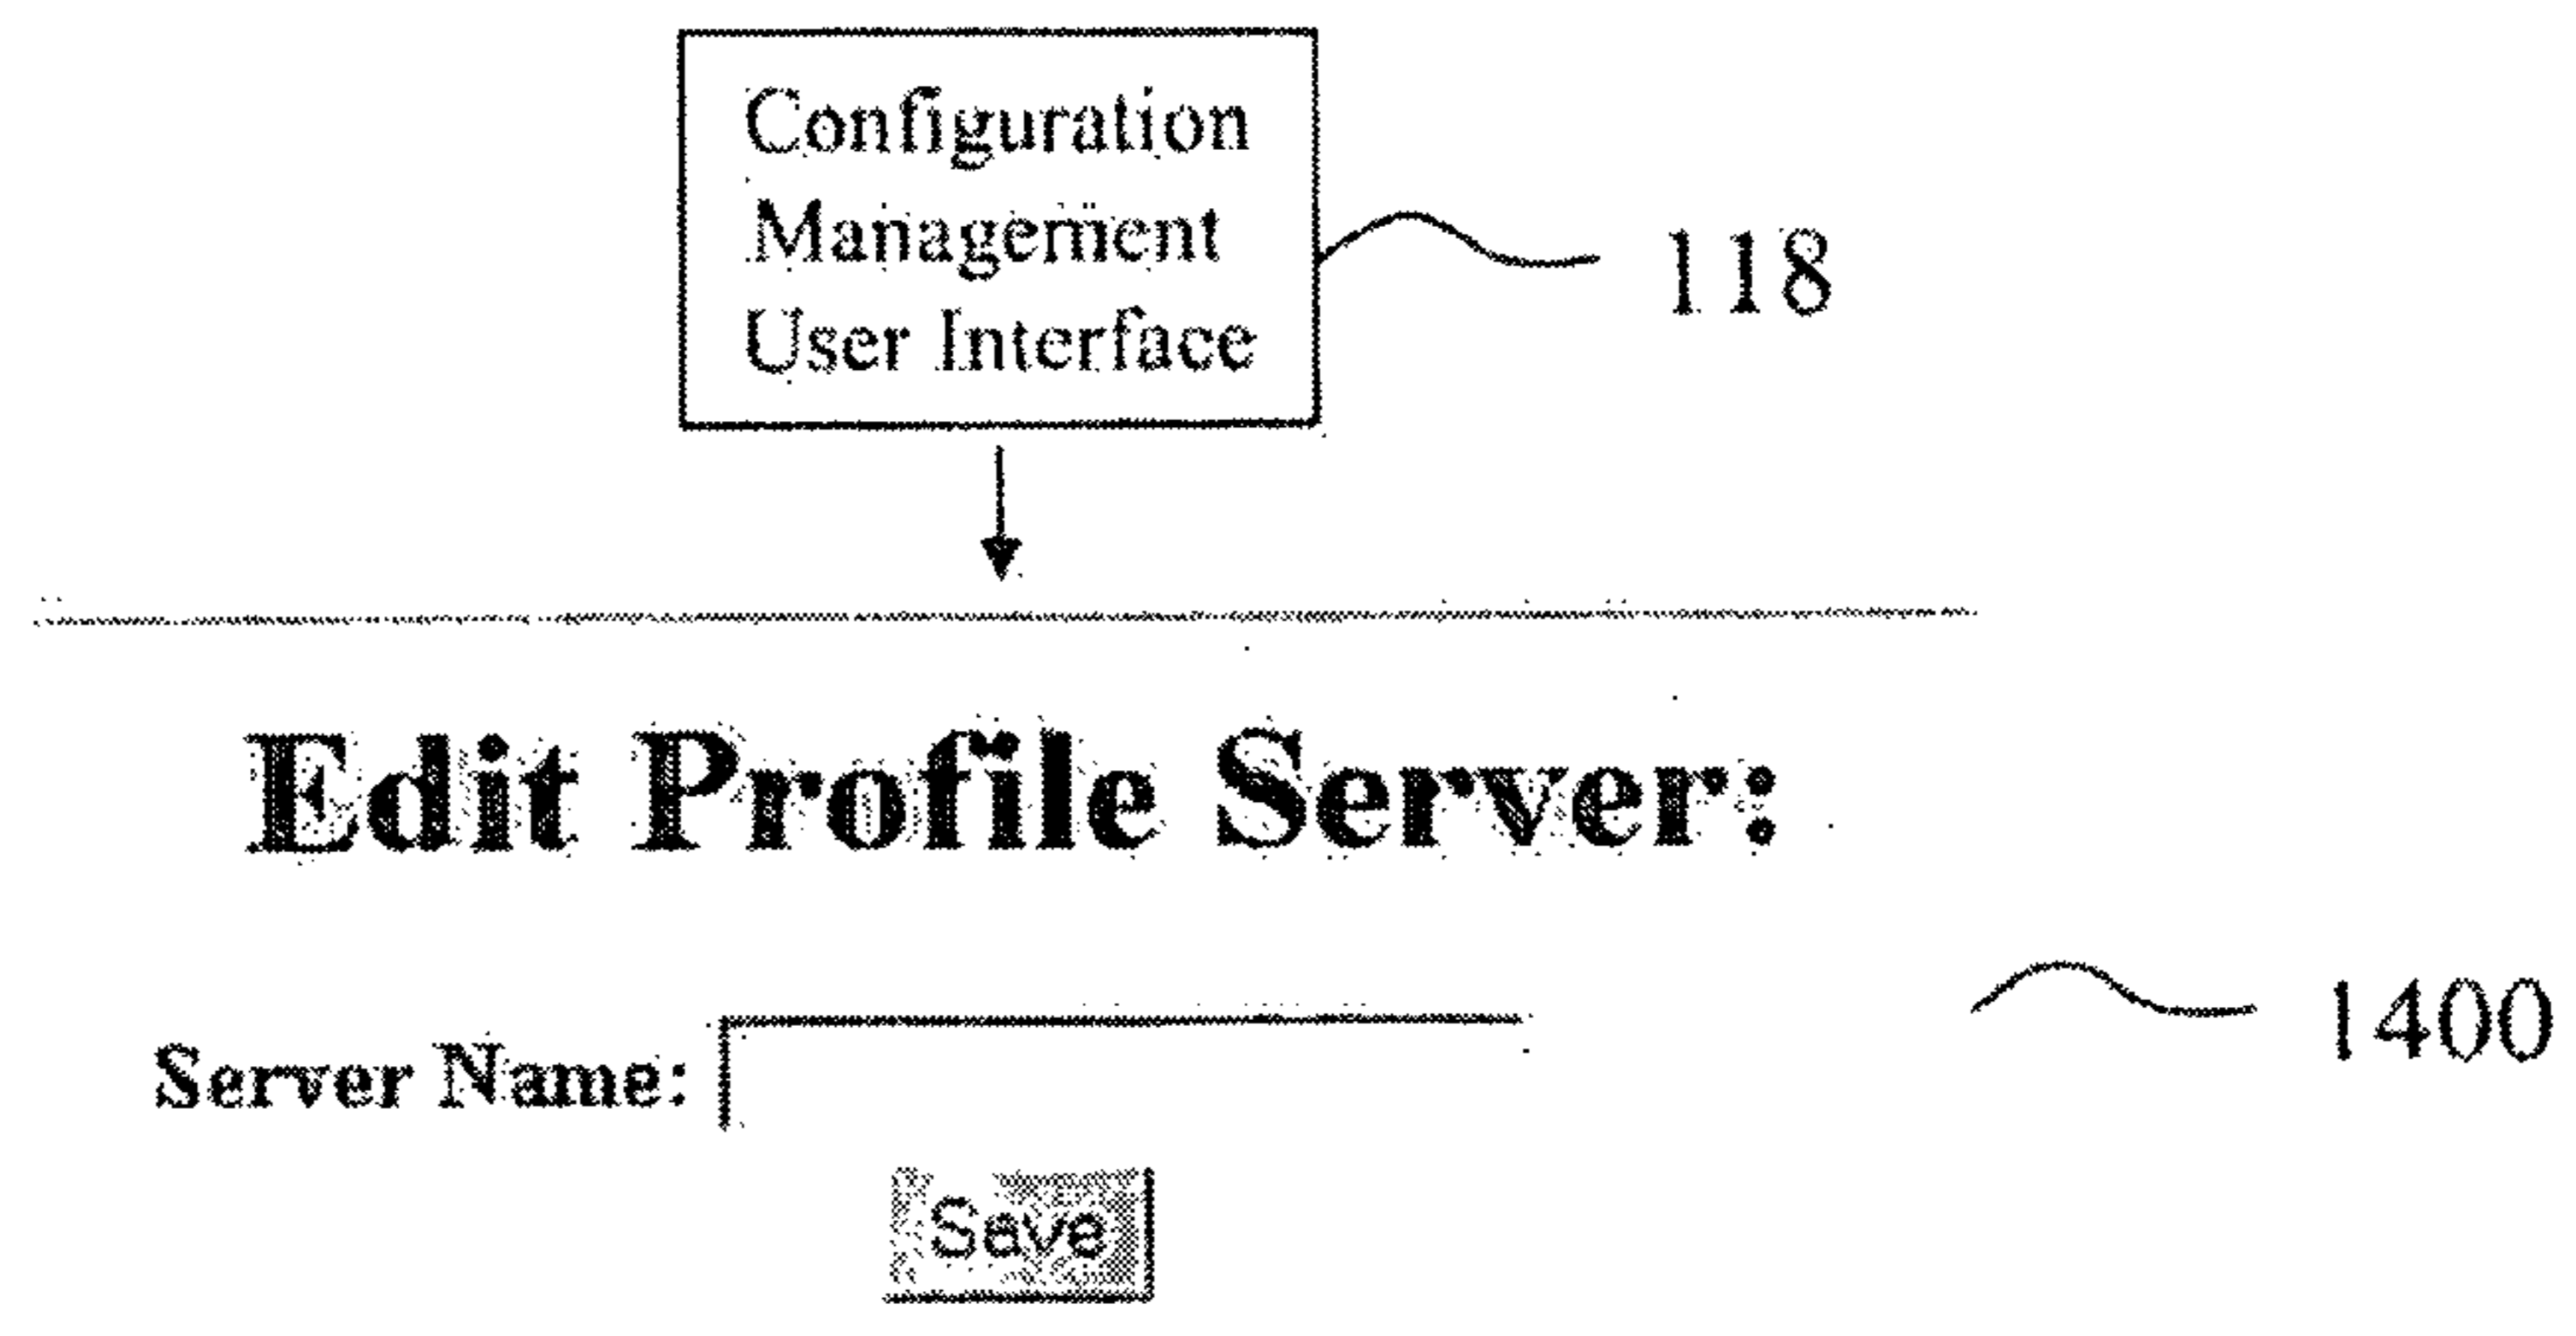 Configuration
Management
User Interface
118
Edit Profile Server:
1400
Server Name:
Save